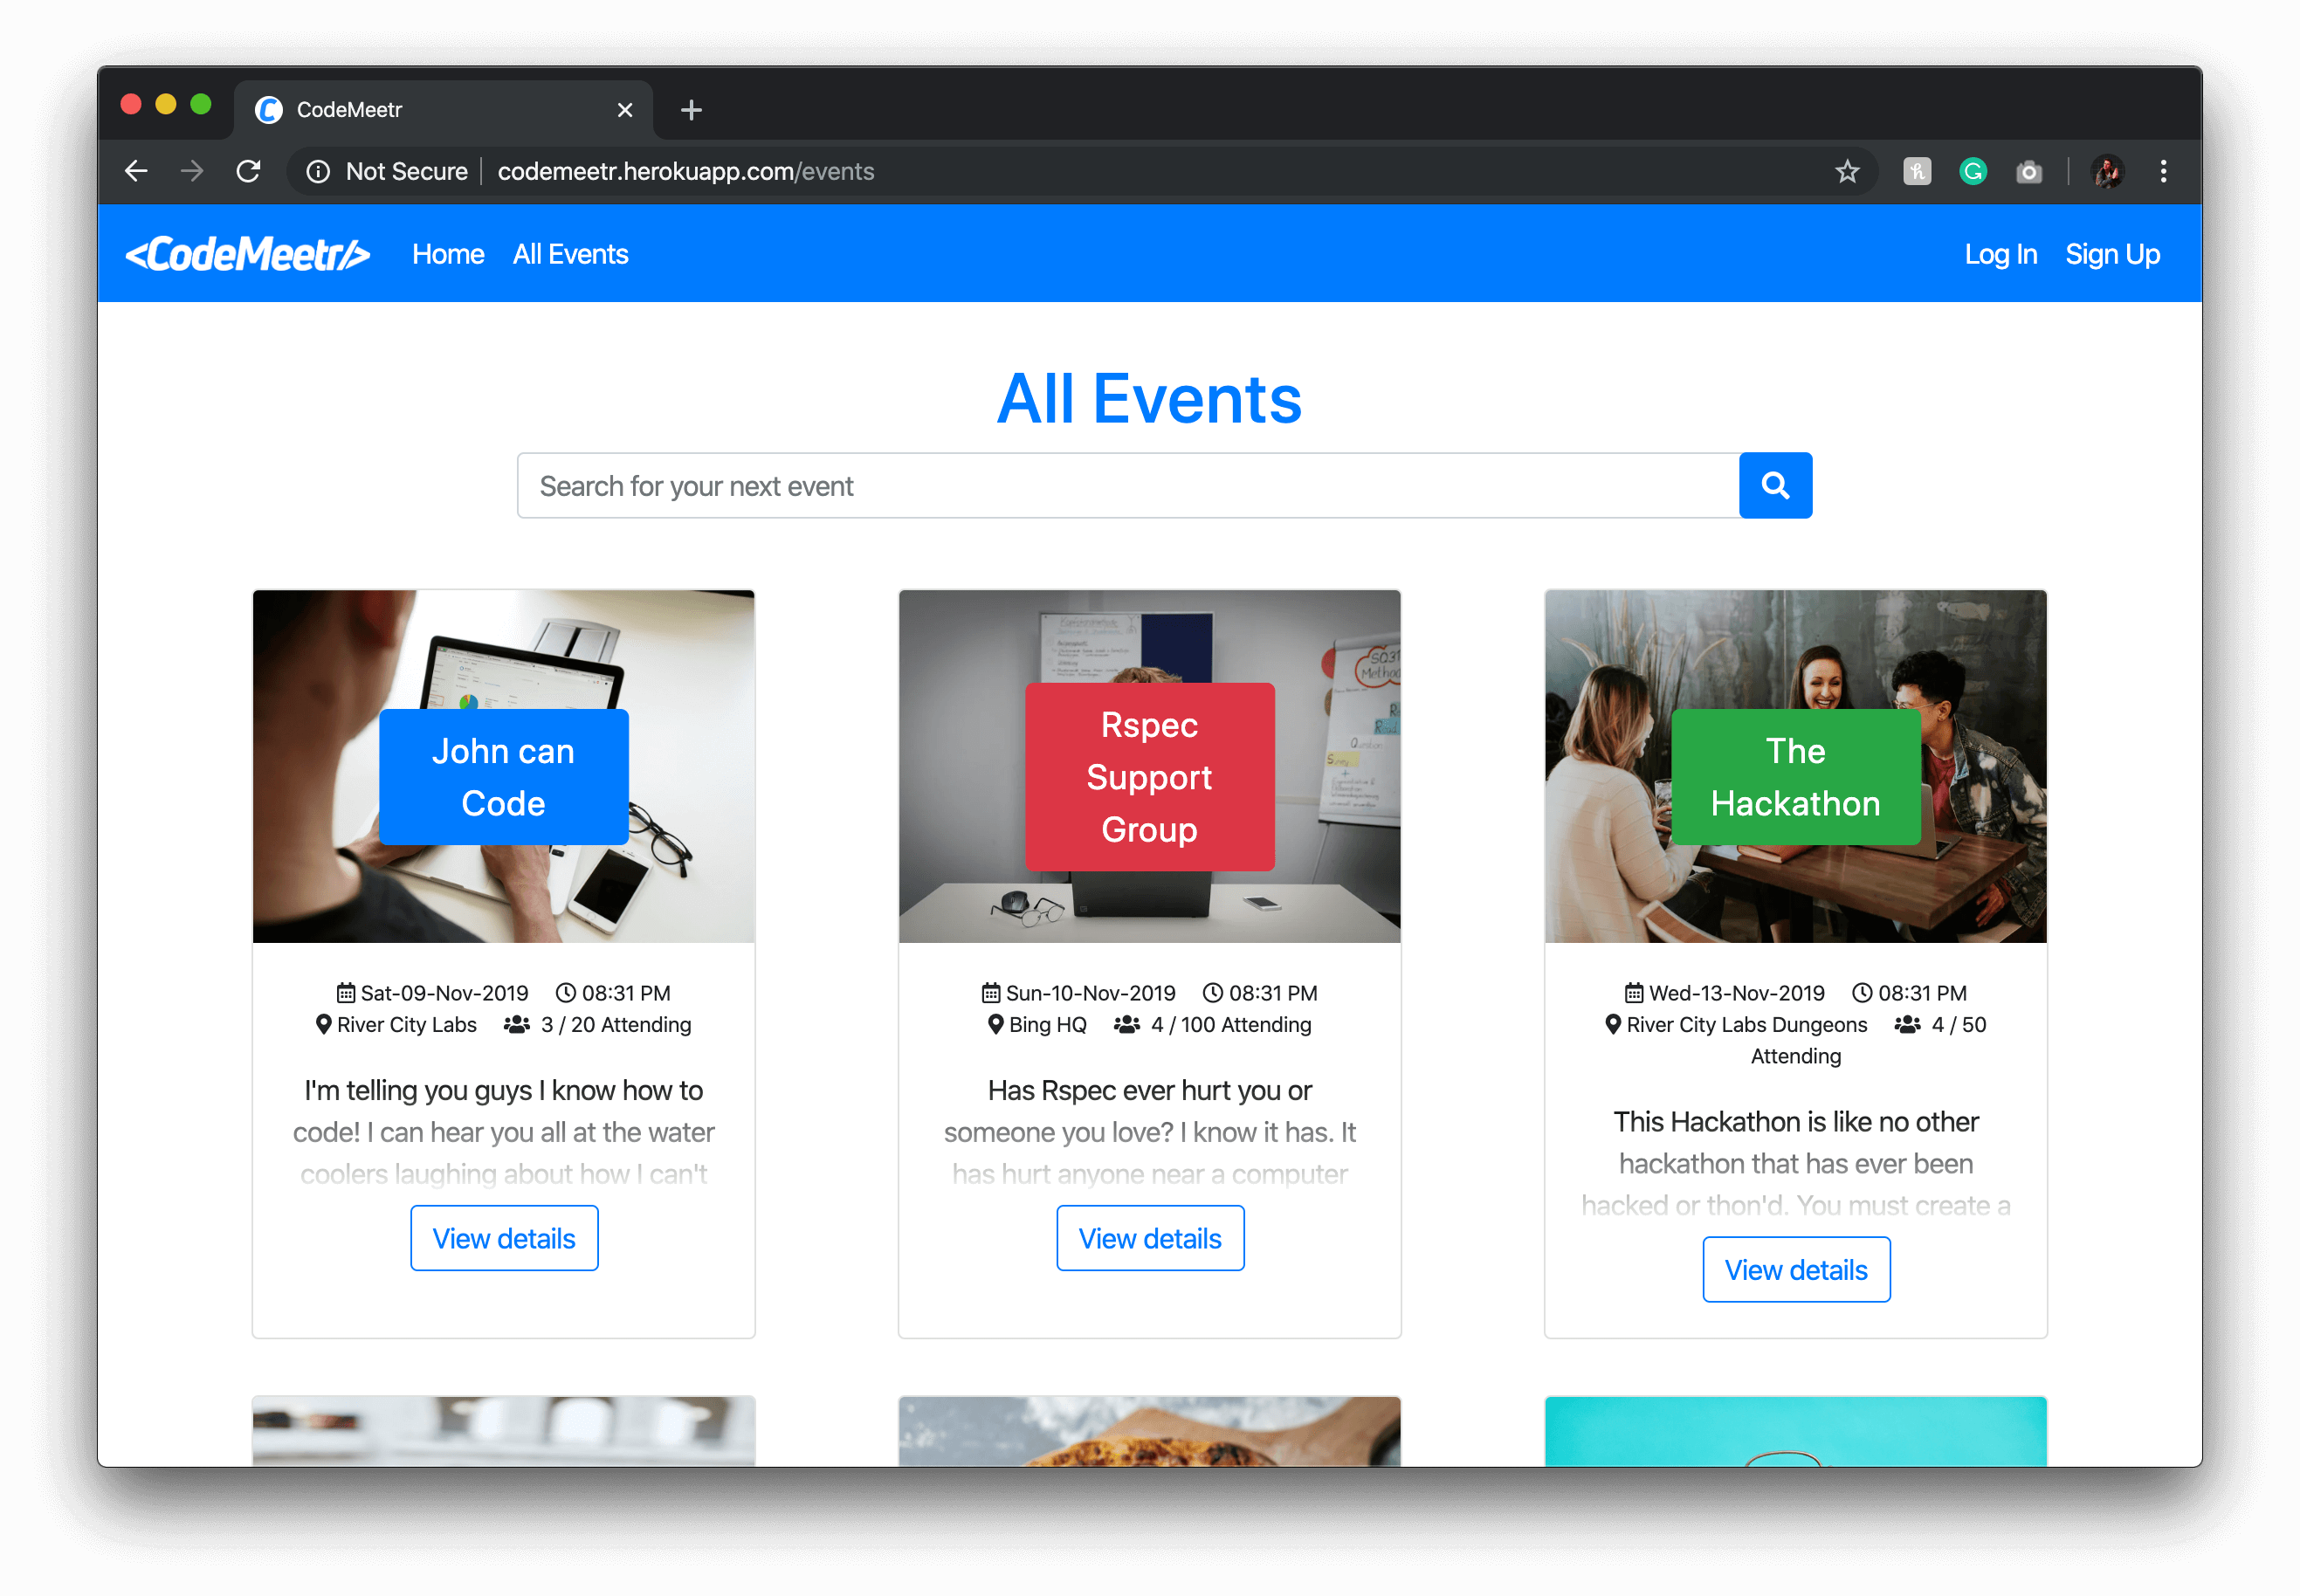 CodeMeetr
Not Secure codemeetr.herokuapp.com/events
<CodeMeetr/> Home All Events Log In Sign Up
All Events
Search for your next event
John can
Code
Sat-09-Nov-2019 08:31 PM
River City Labs 3 / 20 Attending
I'm telling you guys I know how to
code! I can hear you all at the water
coolers laughing about how I can't
View details
SQ3
Rspec
Support
Group
Sun-10-Nov-2019 08:31 PM
Bing HQ 4 / 100 Attending
Has Rspec ever hurt you or
someone you love? I know it has. It
has hurt anyone near a computer
View details
The
Hackathon
Wed-13-Nov-2019 08:31 PM
River City Labs Dungeons 4 / 50
Attending
This Hackathon is like no other
hackathon that has ever been
hacked or thon'd. You must create a
View details